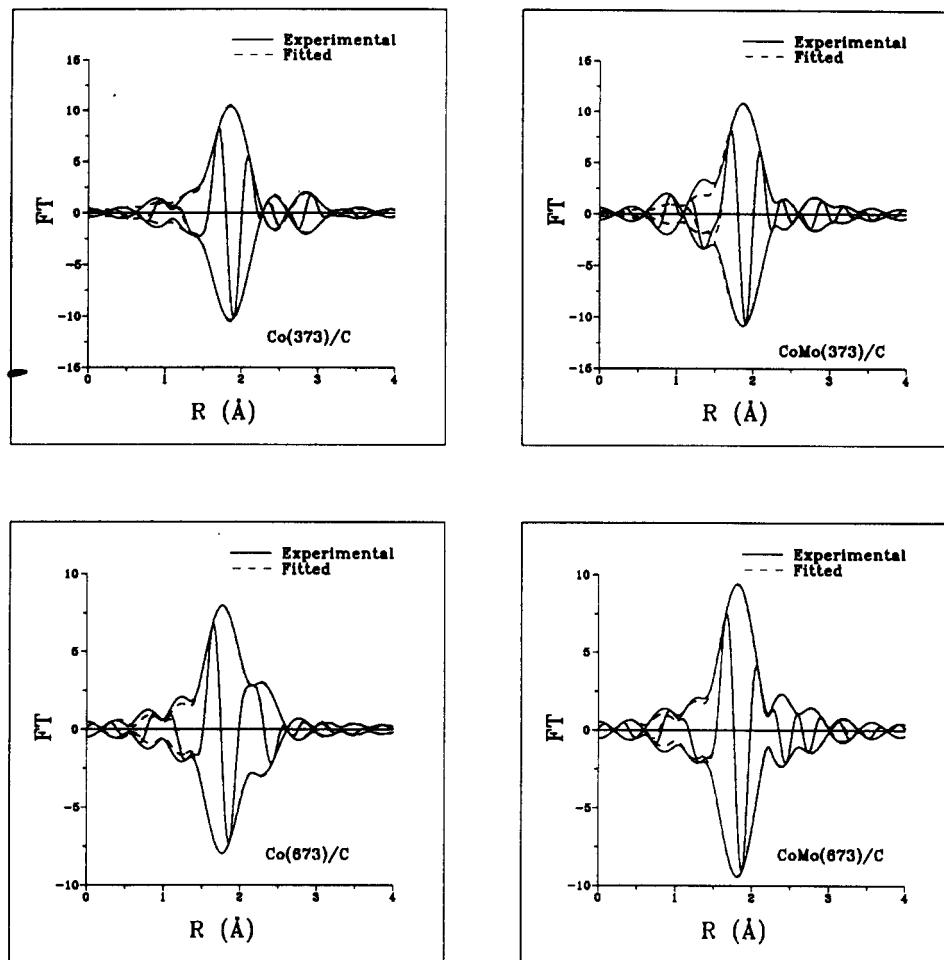 Experimental
Fitted
15
10
5
0
-5
-10
-15
FT
Co(373)/C
0
1
2
3
4
R (Å)
Experimental
Fitted
15
10
5
0
-5
-10
-15
FT
CoMo(373)/C
0
1
2
3
4
R (Å)
Experimental
Fitted
10
5
0
-5
-10
FT
Co(673)/C
0
1
2
3
4
R (Å)
Experimental
Fitted
10
5
0
-5
-10
FT
CoMo(673)/C
0
1
2
3
4
R (Å)